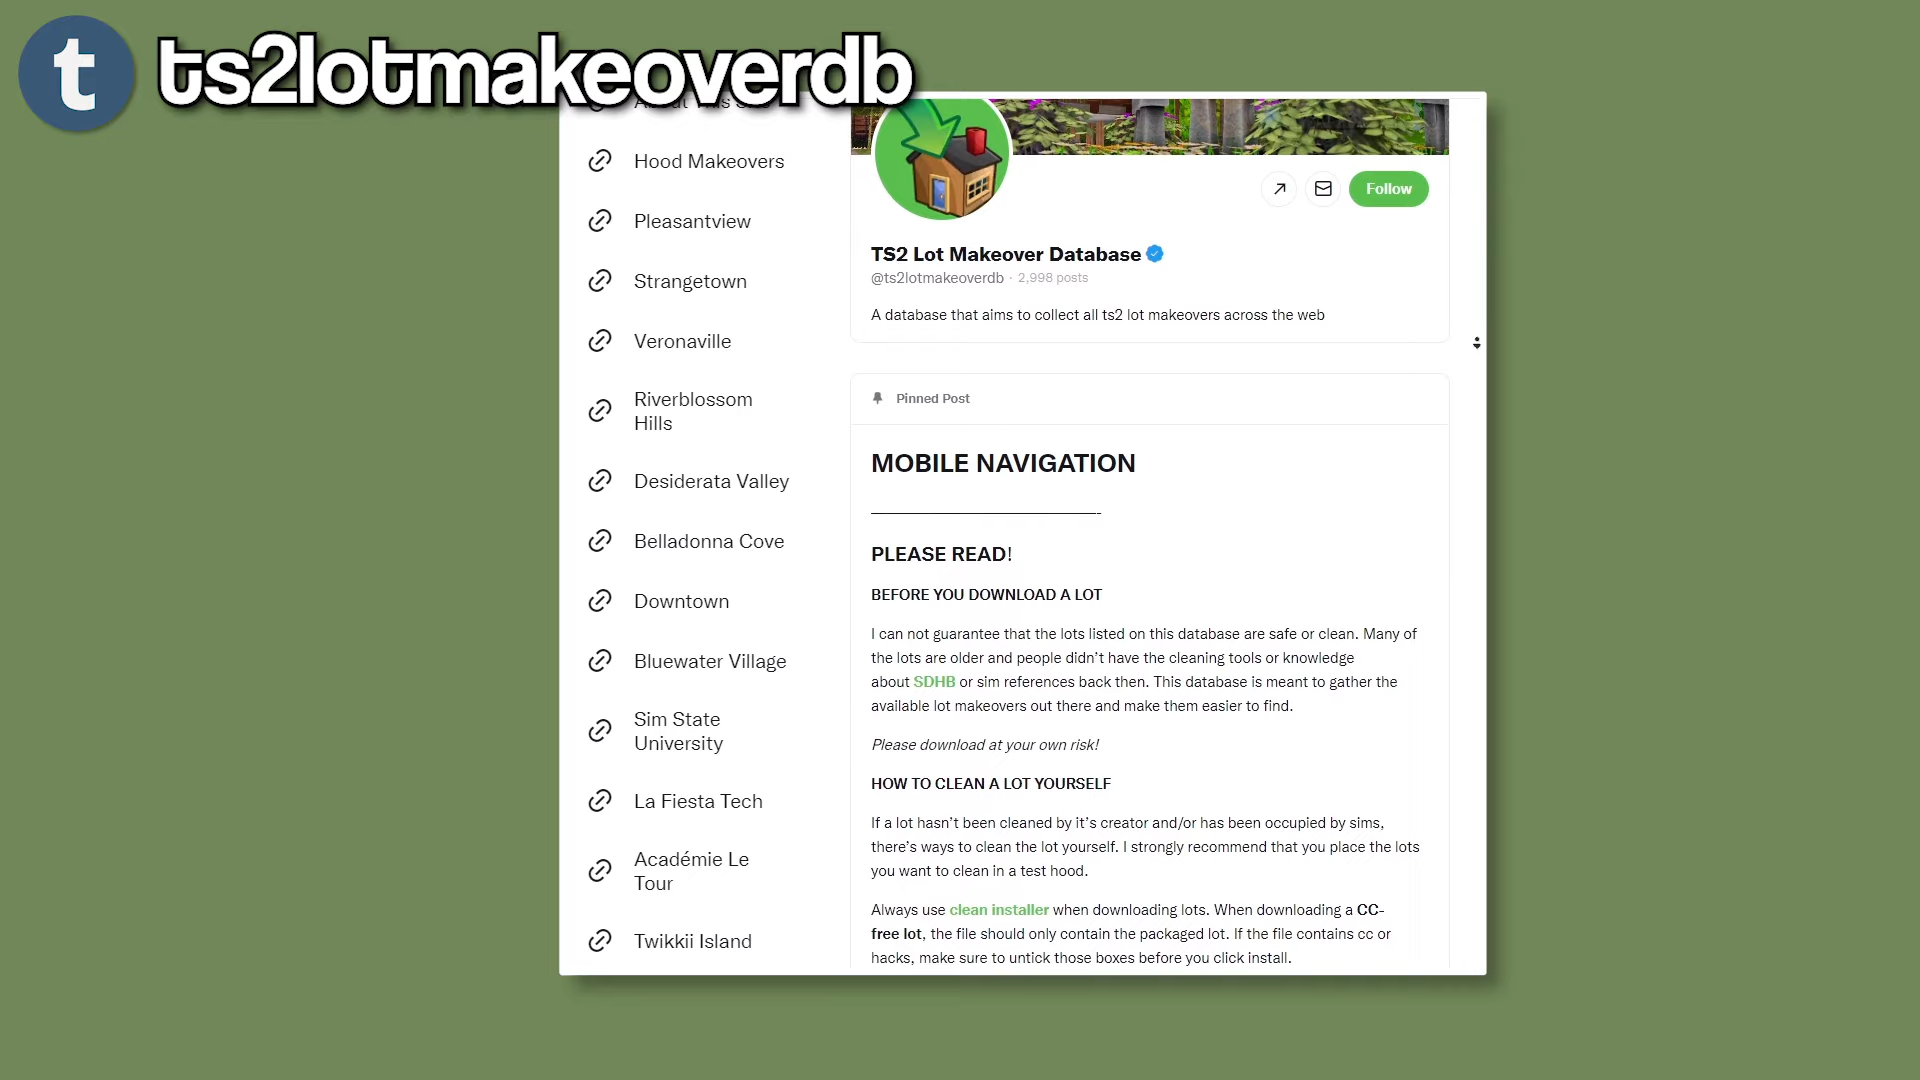 t ts2lotmakeoverdb
About This Site
Hood Makeovers
Pleasantview
Strangetown
Veronaville
Riverblossom
Hills
Desiderata Valley
Belladonna Cove
Downtown
Bluewater Village
Sim State
University
La Fiesta Tech
Académie Le
Tour
Twikkii Island
Follow
TS2 Lot Makeover Database
@ts2lotmakeoverdb · 2,998 posts
A database that aims to collect all ts2 lot makeovers across the web
Pinned Post
MOBILE NAVIGATION
PLEASE READ!
BEFORE YOU DOWNLOAD A LOT
I can not guarantee that the lots listed on this database are safe or clean. Many of
the lots are older and people didn’t have the cleaning tools or knowledge
about SDHB or sim references back then. This database is meant to gather the
available lot makeovers out there and make them easier to find.
Please download at your own risk!
HOW TO CLEAN A LOT YOURSELF
If a lot hasn’t been cleaned by it’s creator and/or has been occupied by sims,
there’s ways to clean the lot yourself. I strongly recommend that you place the lots
you want to clean in a test hood.
Always use clean installer when downloading lots. When downloading a CC-
free lot, the file should only contain the packaged lot. If the file contains cc or
hacks, make sure to untick those boxes before you click install.